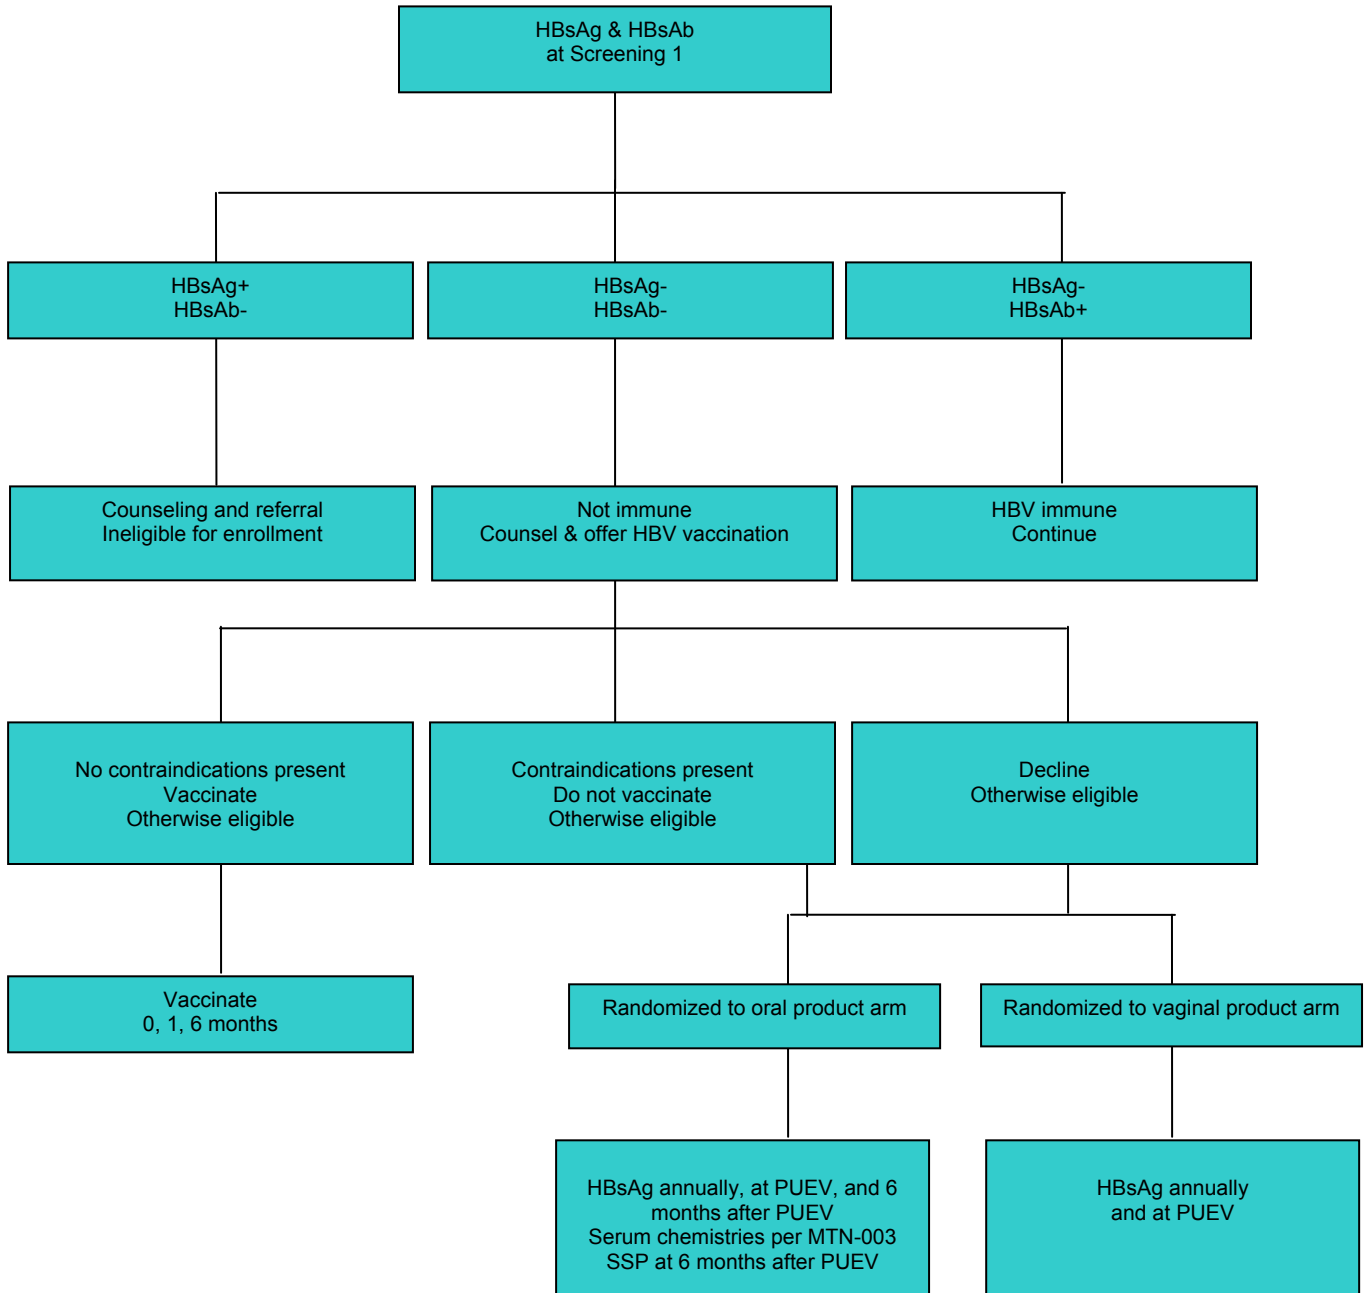 HBsAg & HBsAb
at Screening 1
HBsAg+
HBsAb-
HBsAg-
HBsAb-
HBsAg-
HBsAb+
Counseling and referral
Ineligible for enrollment
Not immune
Counsel & offer HBV vaccination
HBV immune
Continue
No contraindications present
Vaccinate
Otherwise eligible
Contraindications present
Do not vaccinate
Otherwise eligible
Decline
Otherwise eligible
Vaccinate
0, 1, 6 months
Randomized to oral product arm
Randomized to vaginal product arm
HBsAg annually, at PUEV, and 6
months after PUEV
Serum chemistries per MTN-003
SSP at 6 months after PUEV
HBsAg annually
and at PUEV